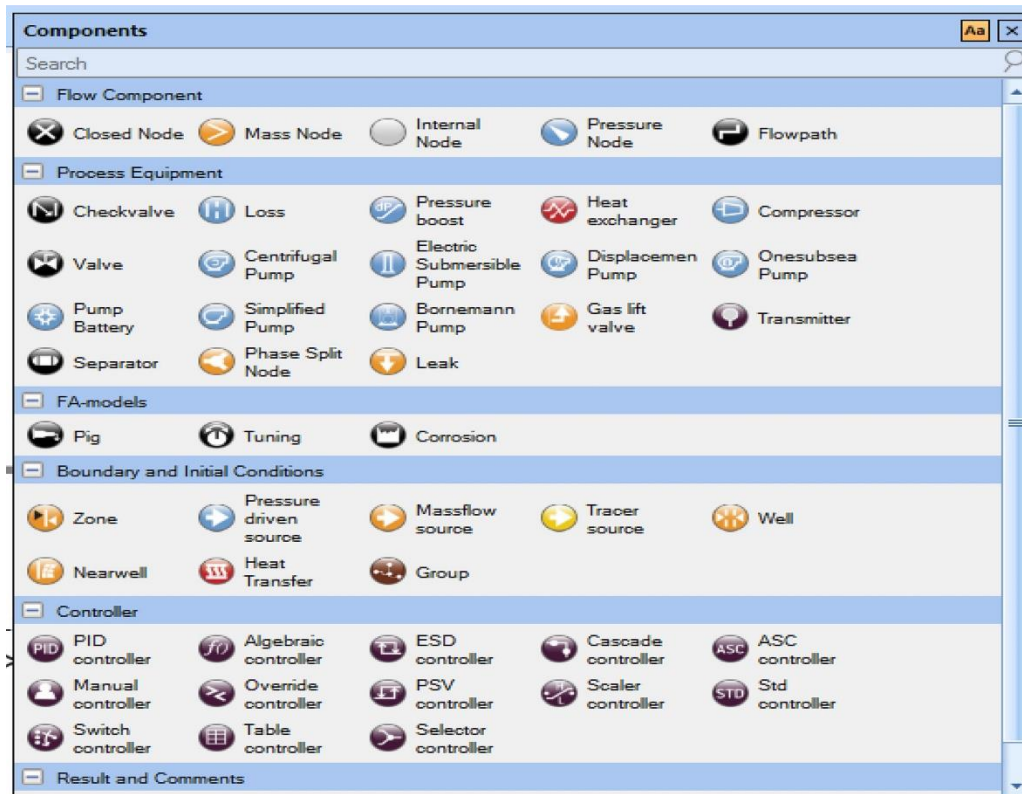 Components
Aa
Search
Flow Component
Closed Node
Mass Node
Internal
Node
Pressure
Node
Flowpath
Process Equipment
Checkvalve
Loss
dP
Pressure
boost
Heat
exchanger
Compressor
Valve
Centrifugal
Pump
Electric
Submersible
Pump
Displacemen
Pump
Onesubsea
Pump
Pump
Battery
Simplified
Pump
Bornemann
Pump
Gas lift
valve
Transmitter
Separator
Phase Split
Node
Leak
FA-models
Pig
Tuning
Corrosion
Boundary and Initial Conditions
Zone
Pressure
driven
source
Massflow
source
Tracer
source
Well
Nearwell
Heat
Transfer
Group
Controller
PID
PID
controller
f()
Algebraic
controller
ESD
controller
Cascade
controller
ASC
ASC
controller
Manual
controller
Override
controller
PSV
controller
Scaler
controller
STD
Std
controller
Switch
controller
Table
controller
Selector
controller
Result and Comments